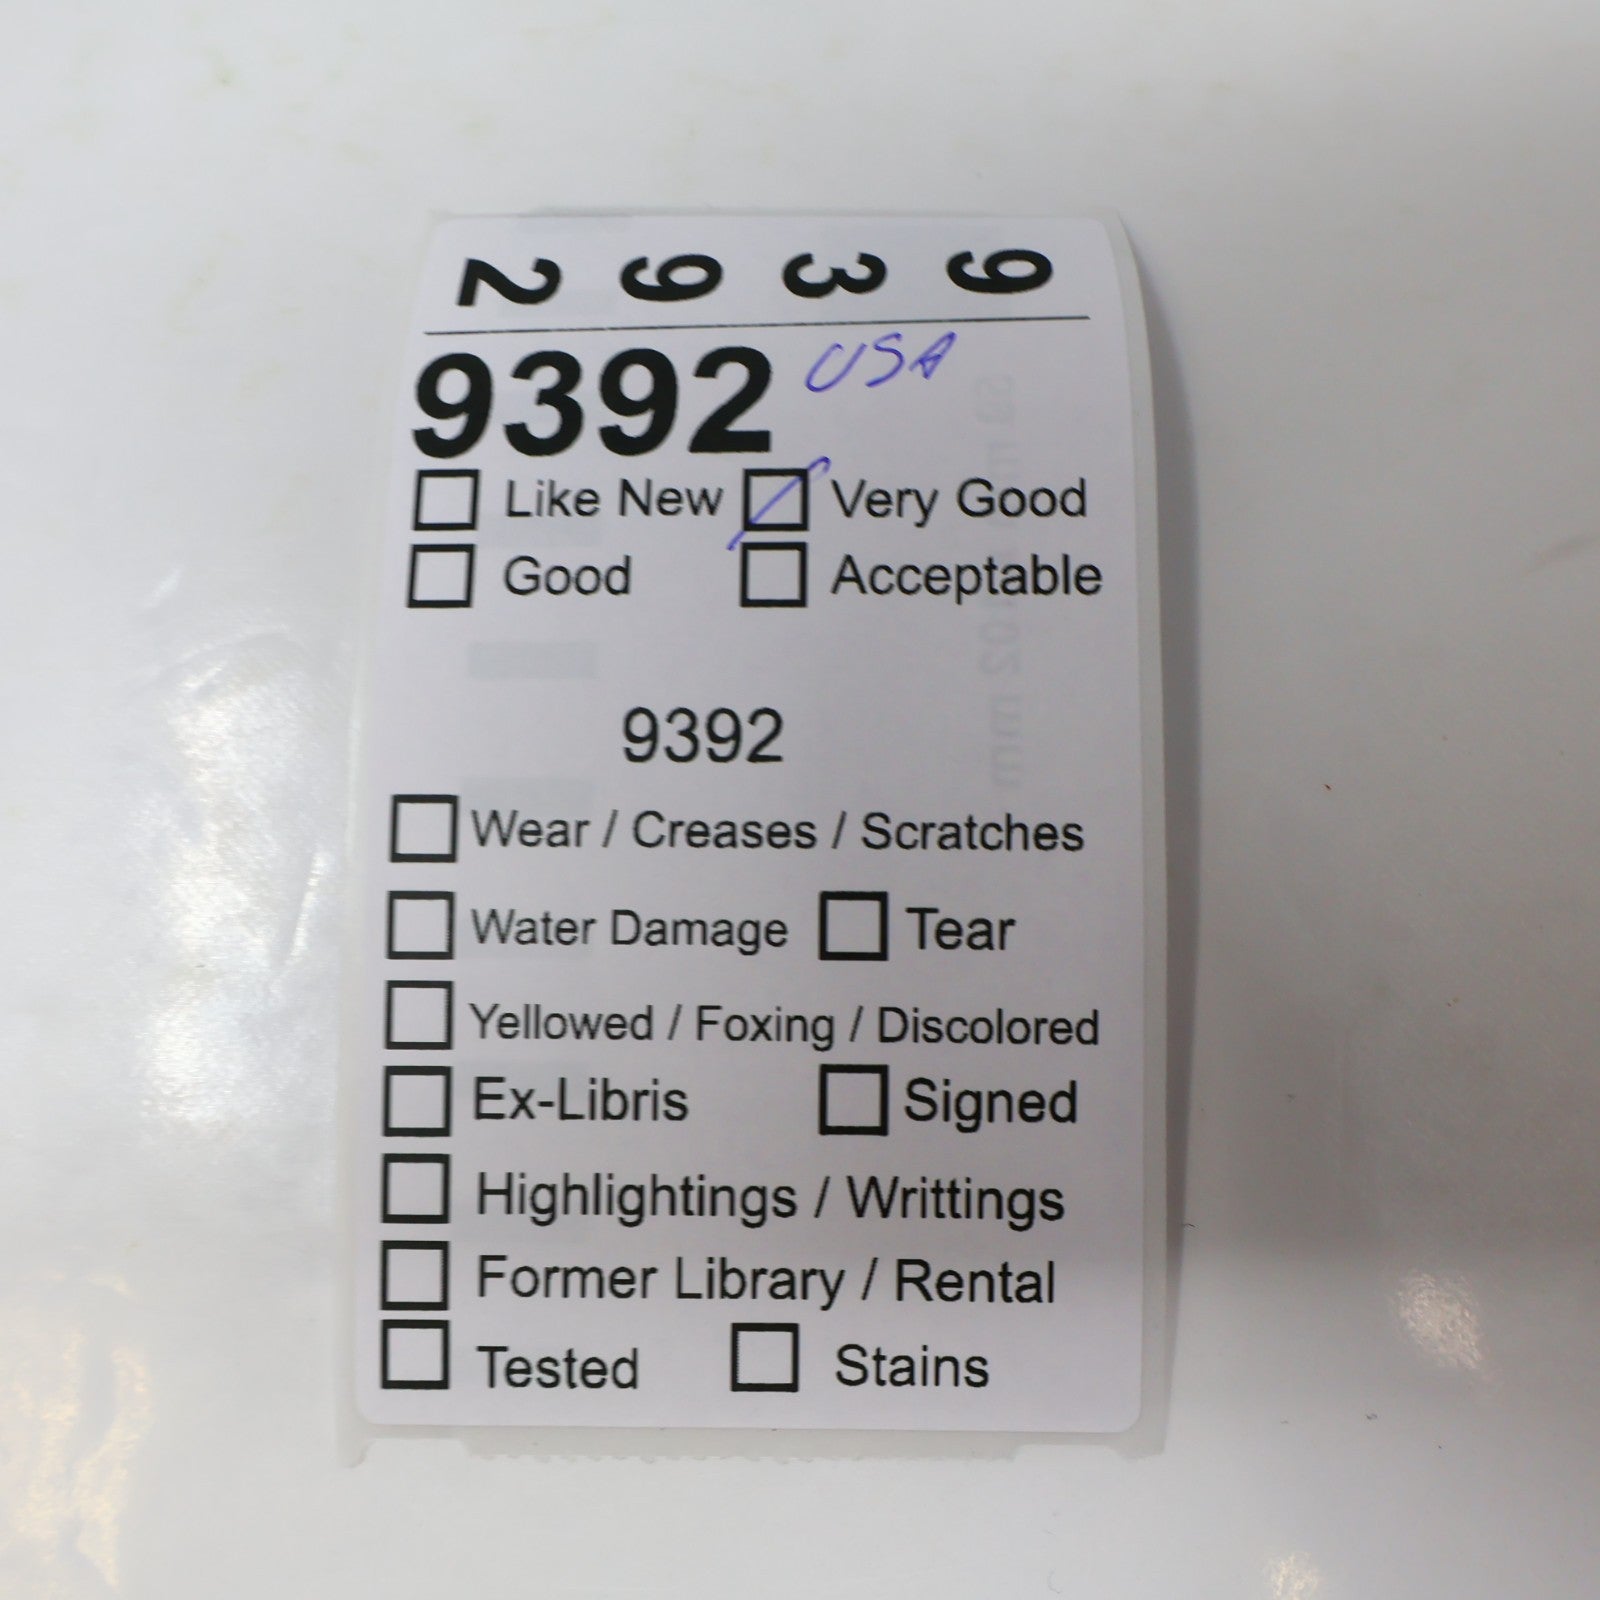 9392
9392 USA
Like New Very Good
Good Acceptable
9392
Wear / Creases / Scratches
Water Damage Tear
Yellowed / Foxing / Discolored
Ex-Libris Signed
Highlightings / Writtings
Former Library / Rental
Tested Stains